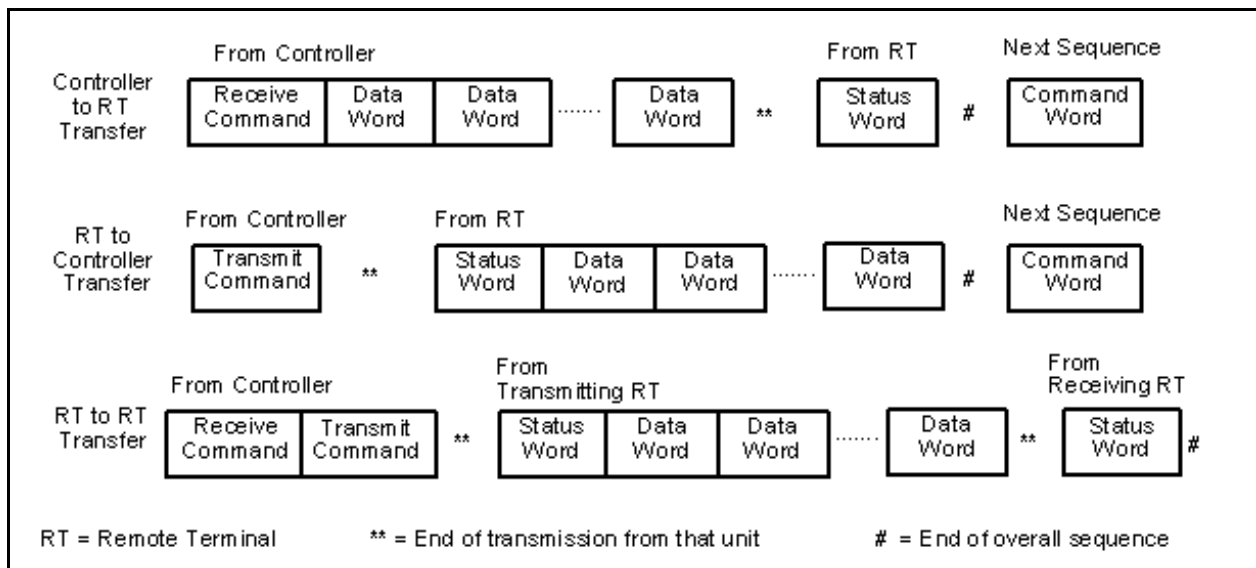 From Controller
From RT
Next Sequence
Controller
to RT
Transfer
Receive
Command
Data
Word
Data
Word
.......
Data
Word
**
Status
Word
#
Command
Word
From Controller
From RT
Next Sequence
RT to
Controller
Transfer
Transmit
Command
**
Status
Word
Data
Word
Data
Word
.......
Data
Word
#
Command
Word
From Controller
From
Transmitting RT
From
Receiving RT
RT to RT
Transfer
Receive
Command
Transmit
Command
**
Status
Word
Data
Word
Data
Word
.......
Data
Word
**
Status
Word
#
RT = Remote Terminal
** = End of transmission from that unit
# = End of overall sequence